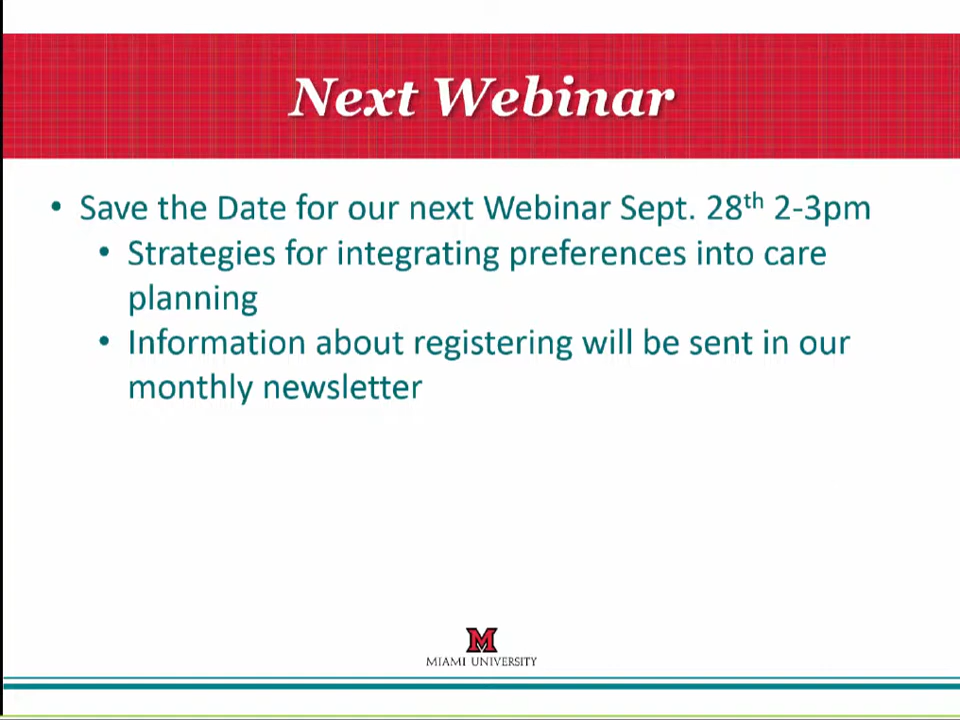 Next Webinar
• Save the Date for our next Webinar Sept. 28th 2-3pm
• Strategies for integrating preferences into care
planning
• Information about registering will be sent in our
monthly newsletter
M
MIAMI UNIVERSITY